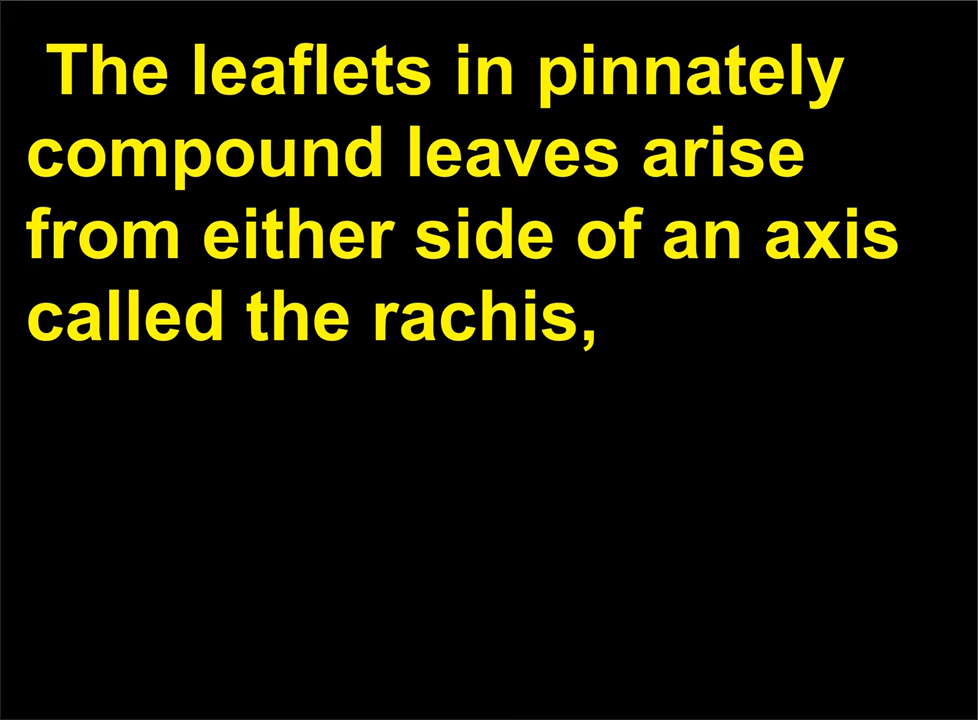 The leaflets in pinnately
compound leaves arise
from either side of an axis
called the rachis,